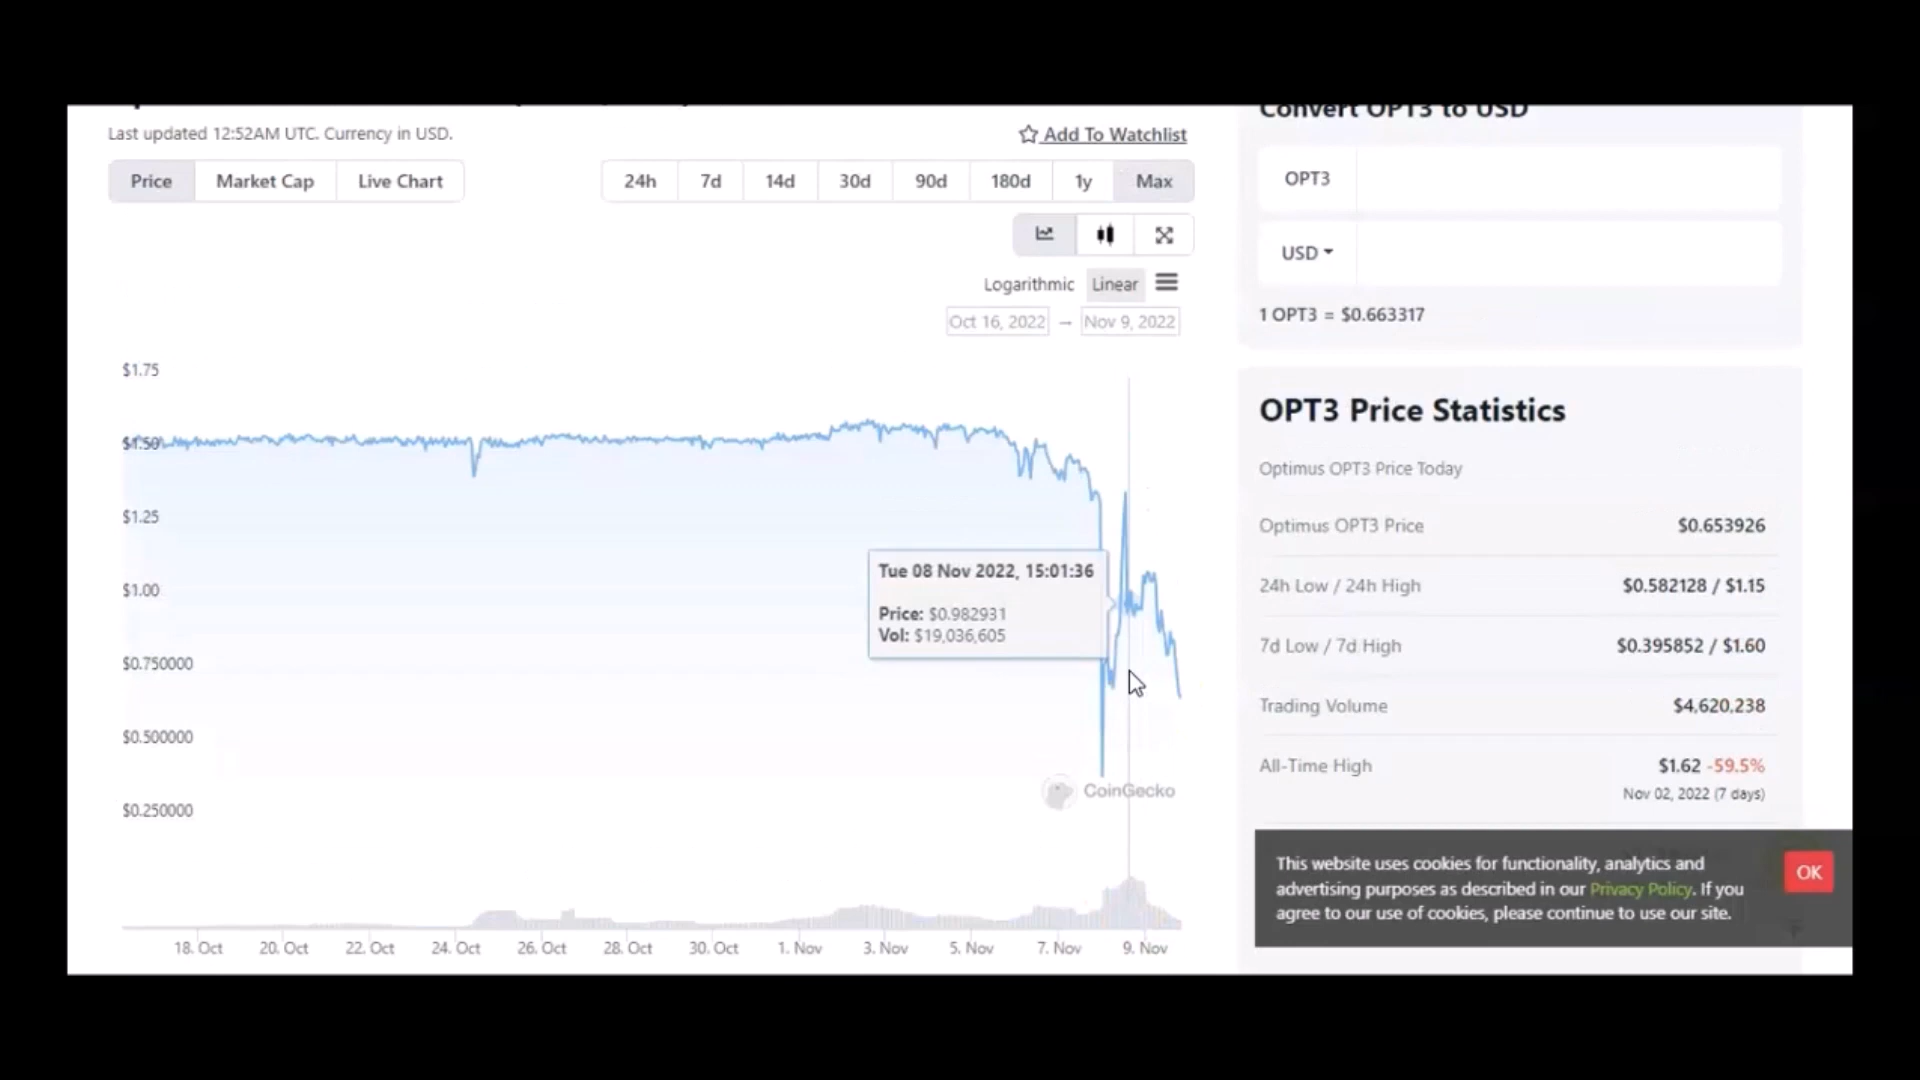 Convert OPT3 to USD
Last updated 12:52AM UTC. Currency in USD.
Add To Watchlist
Price
Market Cap
Live Chart
24h
7d
14d
30d
90d
180d
1y
Max
OPT3
USD
Logarithmic
Linear
Oct 16, 2022 → Nov 9, 2022
1 OPT3 = $0.663317
$1.75
$1.50
$1.25
$1.00
$0.750000
$0.500000
$0.250000
Tue 08 Nov 2022, 15:01:36
Price: $0.982931
Vol: $19,036,605
CoinGecko
18. Oct
20. Oct
22. Oct
24. Oct
26. Oct
28. Oct
30. Oct
1. Nov
3. Nov
5. Nov
7. Nov
9. Nov
OPT3 Price Statistics
Optimus OPT3 Price Today
Optimus OPT3 Price $0.653926
24h Low / 24h High $0.582128 / $1.15
7d Low / 7d High $0.395852 / $1.60
Trading Volume $4,620,238
All-Time High $1.62 -59.5%
Nov 02, 2022 (7 days)
This website uses cookies for functionality, analytics and
advertising purposes as described in our Privacy Policy. If you
agree to our use of cookies, please continue to use our site.
OK